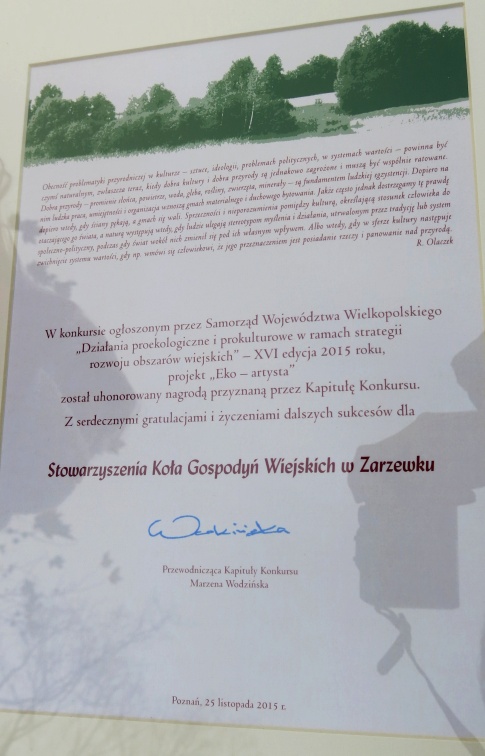 Obecność problematyki przyrodniczej w kulturze – sztuce, ideologii, problemach politycznych, w systemach wartości – powinna być
czymś naturalnym, zwłaszcza teraz, kiedy dobra kultury i dobra przyrody są jednakowo zagrożone i muszą być wspólnie ratowane.
Dobra przyrody – promienie słońca, powietrze, woda, gleba, rośliny, zwierzęta, minerały – są fundamentem ludzkiej egzystencji. Dopiero na
nim ludzka praca, umiejętności i organizacja wznoszą gmach materialnego i duchowego bytowania. Jakże często jednak dostrzegamy tę prawdę
dopiero wtedy, gdy ściany pękają, a gmach się wali. Sprzeczności i nieporozumienia pomiędzy kulturą, określającą stosunek człowieka do
otaczającego go świata, a naturą występują wtedy, gdy ludzie ulegają stereotypom myślenia i działania, utrwalonym przez tradycję lub system
społeczno-polityczny, podczas gdy świat wokół nich zmienił się pod ich własnym wpływem. Albo wtedy, gdy w sferze kultury następuje
zwichnięcie systemu wartości, gdy np. wmówi się człowiekowi, że jego przeznaczeniem jest posiadanie rzeczy i panowanie nad przyrodą.
R. Olaczek
W konkursie ogłoszonym przez Samorząd Województwa Wielkopolskiego
„Działania proekologiczne i prokulturowe w ramach strategii
rozwoju obszarów wiejskich” – XVI edycja 2015 roku,
projekt „Eko – artysta”
został uhonorowany nagrodą przyznaną przez Kapitułę Konkursu.
Z serdecznymi gratulacjami i życzeniami dalszych sukcesów dla
Stowarzyszenia Koła Gospodyń Wiejskich w Zarzewku
Wodzińska
Przewodnicząca Kapituły Konkursu
Marzena Wodzińska
Poznań, 25 listopada 2015 r.